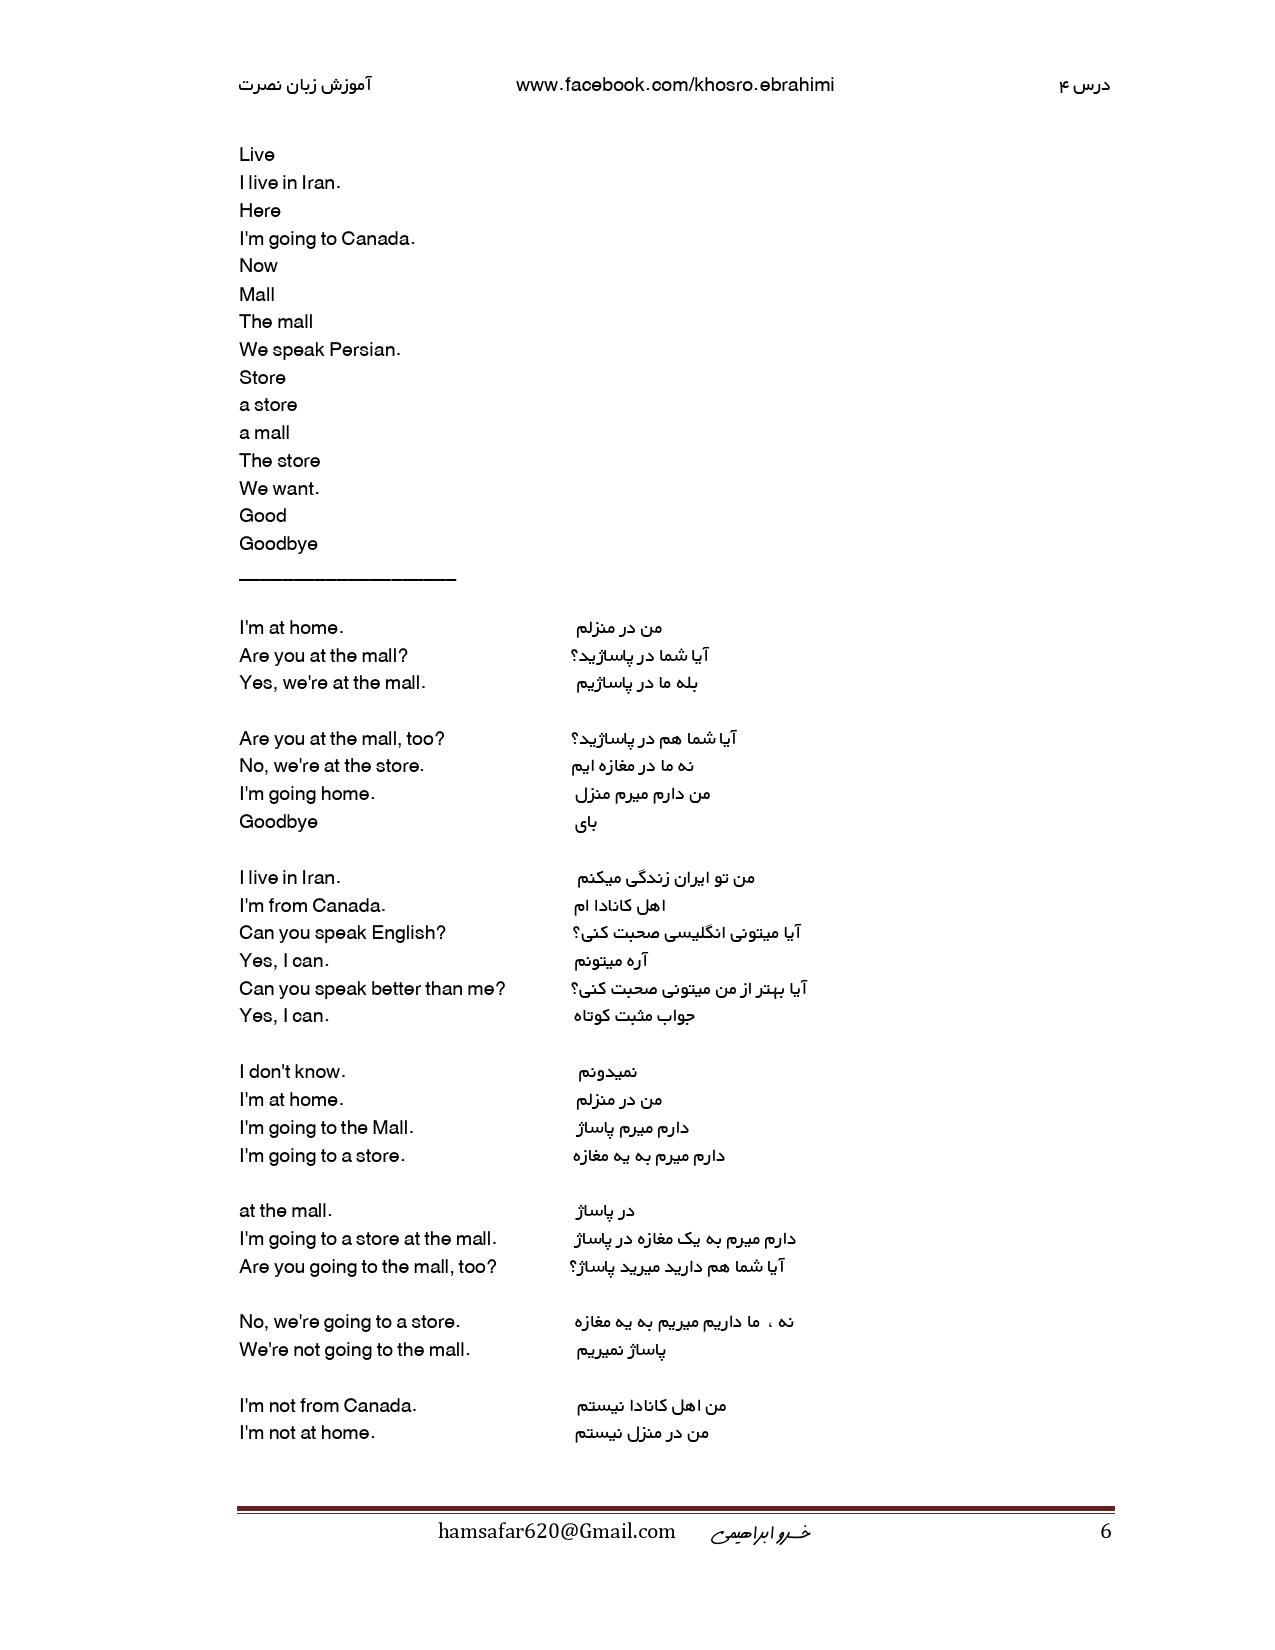 درس ۴ www.facebook.com/khosro.ebrahimi آموزش زبان نصرت
Live
I live in Iran.
Here
I'm going to Canada.
Now
Mall
The mall
We speak Persian.
Store
a store
a mall
The store
We want.
Good
Goodbye
____________________
I'm at home. من در منزلم
Are you at the mall? آیا شما در پاساژید؟
Yes, we're at the mall. بله ما در پاساژیم
Are you at the mall, too? آیا شما هم در پاساژید؟
No, we're at the store. نه ما در مغازه ایم
I'm going home. من دارم میرم منزل
Goodbye بای
I live in Iran. من تو ایران زندگی میکنم
I'm from Canada. اهل کانادا ام
Can you speak English? آیا میتونی انگلیسی صحبت کنی؟
Yes, I can. آره میتونم
Can you speak better than me? آیا بهتر از من میتونی صحبت کنی؟
Yes, I can. جواب مثبت کوتاه
I don't know. نمیدونم
I'm at home. من در منزلم
I'm going to the Mall. دارم میرم پاساژ
I'm going to a store. دارم میرم به یه مغازه
at the mall. در پاساژ
I'm going to a store at the mall. دارم میرم به یک مغازه در پاساژ
Are you going to the mall, too? آیا شما هم دارید میرید پاساژ؟
No, we're going to a store. نه ، ما داریم میریم به یه مغازه
We're not going to the mall. پاساژ نمیریم
I'm not from Canada. من اهل کانادا نیستم
I'm not at home. من در منزل نیستم
hamsafar620@Gmail.com خسرو ابراهیمی 6